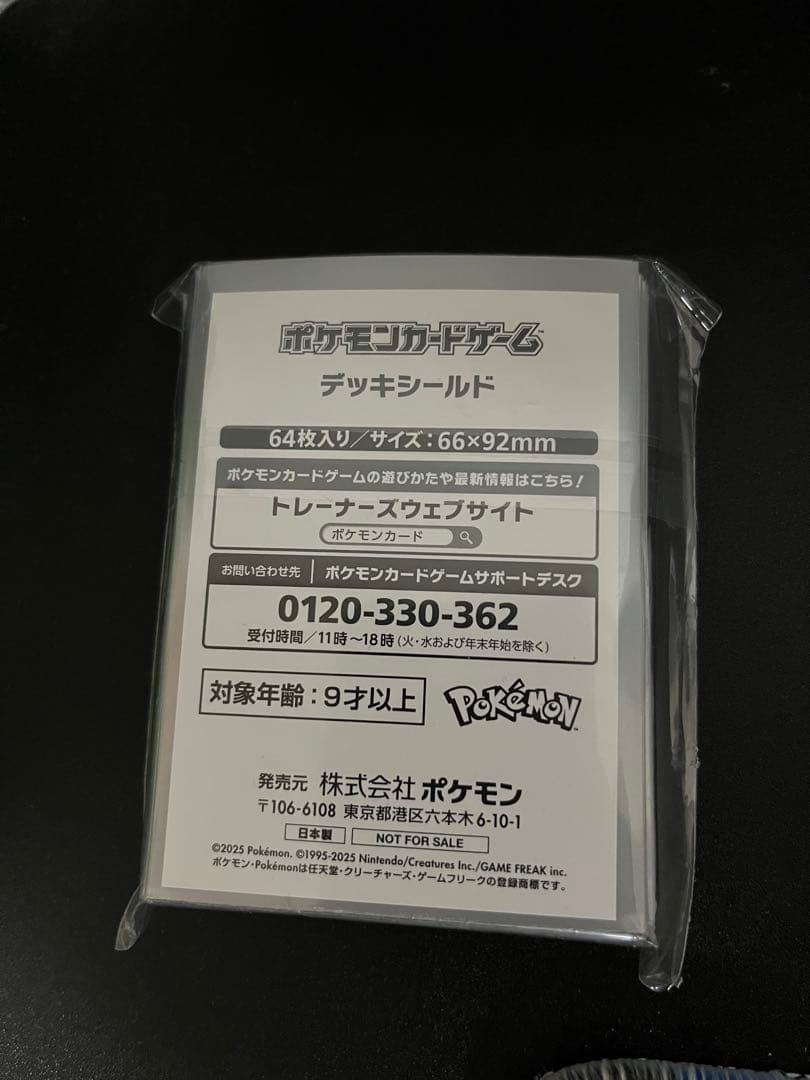 ポケモンカードゲーム™
デッキシールド
64枚入り/サイズ:66×92mm
ポケモンカードゲームの遊びかたや最新情報はこちら!
トレーナーズウェブサイト
ポケモンカード
お問い合わせ先 | ポケモンカードゲームサポートデスク
0120-330-362
受付時間/11時~18時(火・水および年末年始を除く)
対象年齢:9才以上
POKéMON
発売元 株式会社ポケモン
〒106-6108 東京都港区六本木6-10-1
日本製 NOT FOR SALE
©2025 Pokémon. ©1995-2025 Nintendo/Creatures Inc./GAME FREAK inc.
ポケモン・Pokémonは任天堂・クリーチャーズ・ゲームフリークの登録商標です。